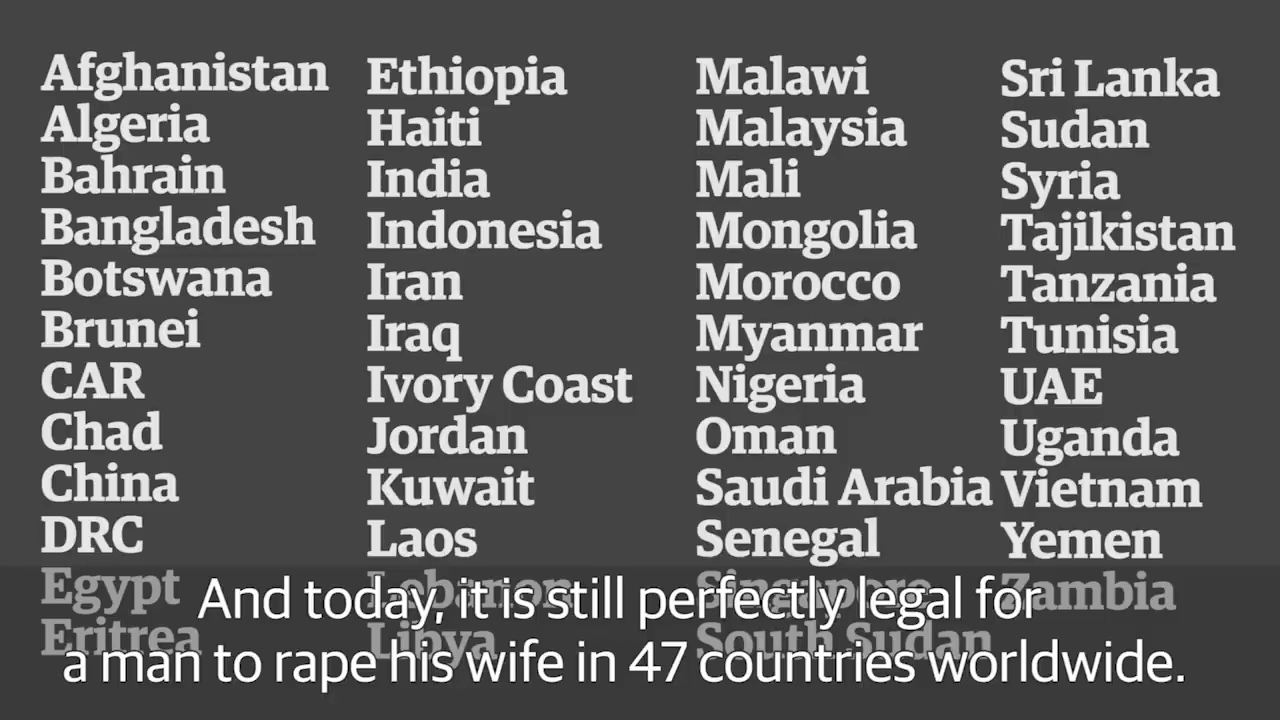 Afghanistan
Algeria
Bahrain
Bangladesh
Botswana
Brunei
CAR
Chad
China
DRC
Egypt
Eritrea
Ethiopia
Haiti
India
Indonesia
Iran
Iraq
Ivory Coast
Jordan
Kuwait
Laos
Lebanon
Libya
Malawi
Malaysia
Mali
Mongolia
Morocco
Myanmar
Nigeria
Oman
Saudi Arabia
Senegal
Singapore
South Sudan
Sri Lanka
Sudan
Syria
Tajikistan
Tanzania
Tunisia
UAE
Uganda
Vietnam
Yemen
Zambia
And today, it is still perfectly legal for
a man to rape his wife in 47 countries worldwide.